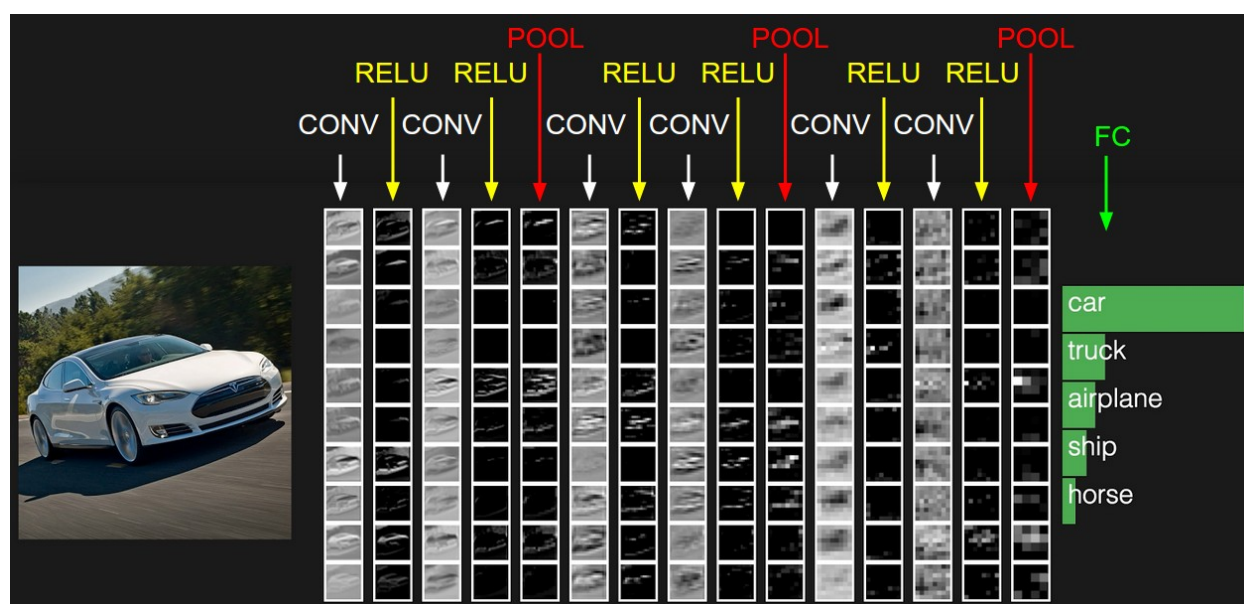 POOL POOL POOL
RELU RELU RELU RELU RELU RELU
CONV CONV CONV CONV CONV CONV
FC
car
truck
airplane
ship
horse